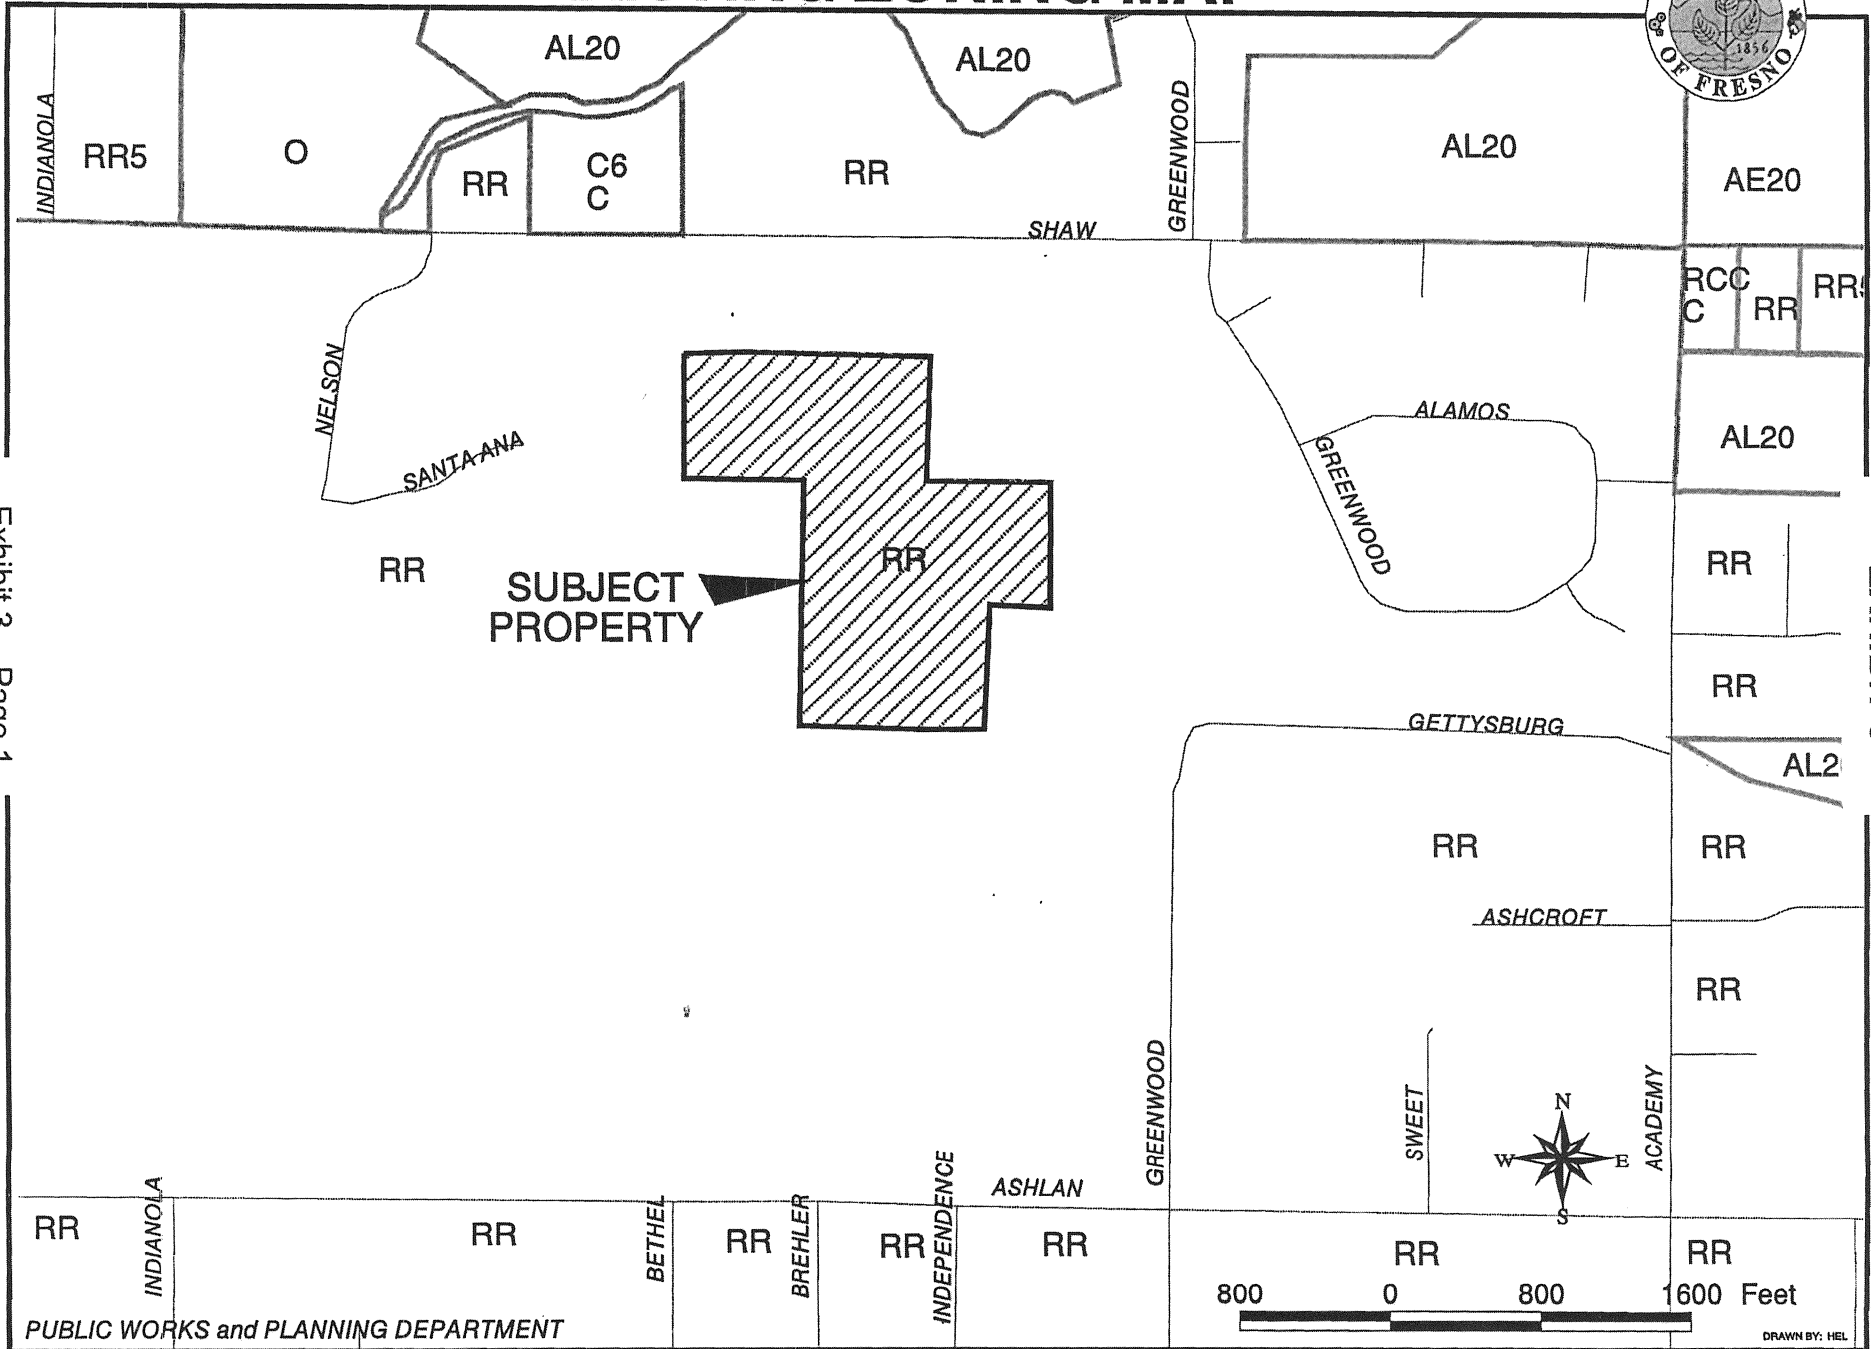 OF FRESNO
1856
AL20
AL20
INDIANOLA
RR5
O
RR
C6
C
RR
GREENWOOD
AL20
AE20
SHAW
RCC
C
RR
NELSON
SANTA ANA
ALAMOS
GREENWOOD
AL20
RR
SUBJECT
PROPERTY
RR
RR
RR
GETTYSBURG
RR
RR
ASHCROFT
RR
GREENWOOD
SWEET
ACADEMY
N
W
E
S
ASHLAN
RR
INDIANOLA
RR
BETHEL
RR
BREHLER
RR
INDEPENDENCE
RR
RR
RR
800 0 800 1600 Feet
PUBLIC WORKS and PLANNING DEPARTMENT
DRAWN BY: HEL